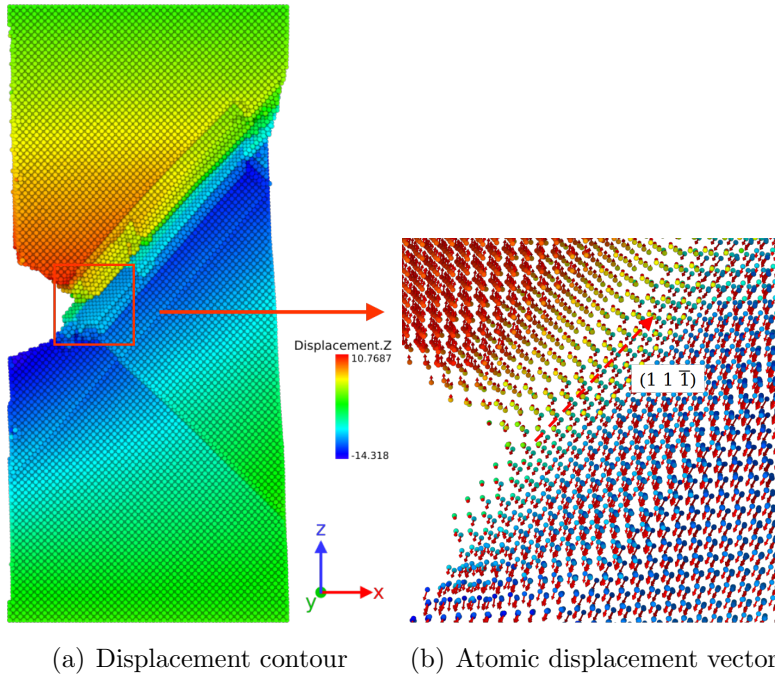 Displacement.Z
10.7687
-14.318
z
y
x
(1 1 1̅)
(a) Displacement contour
(b) Atomic displacement vector